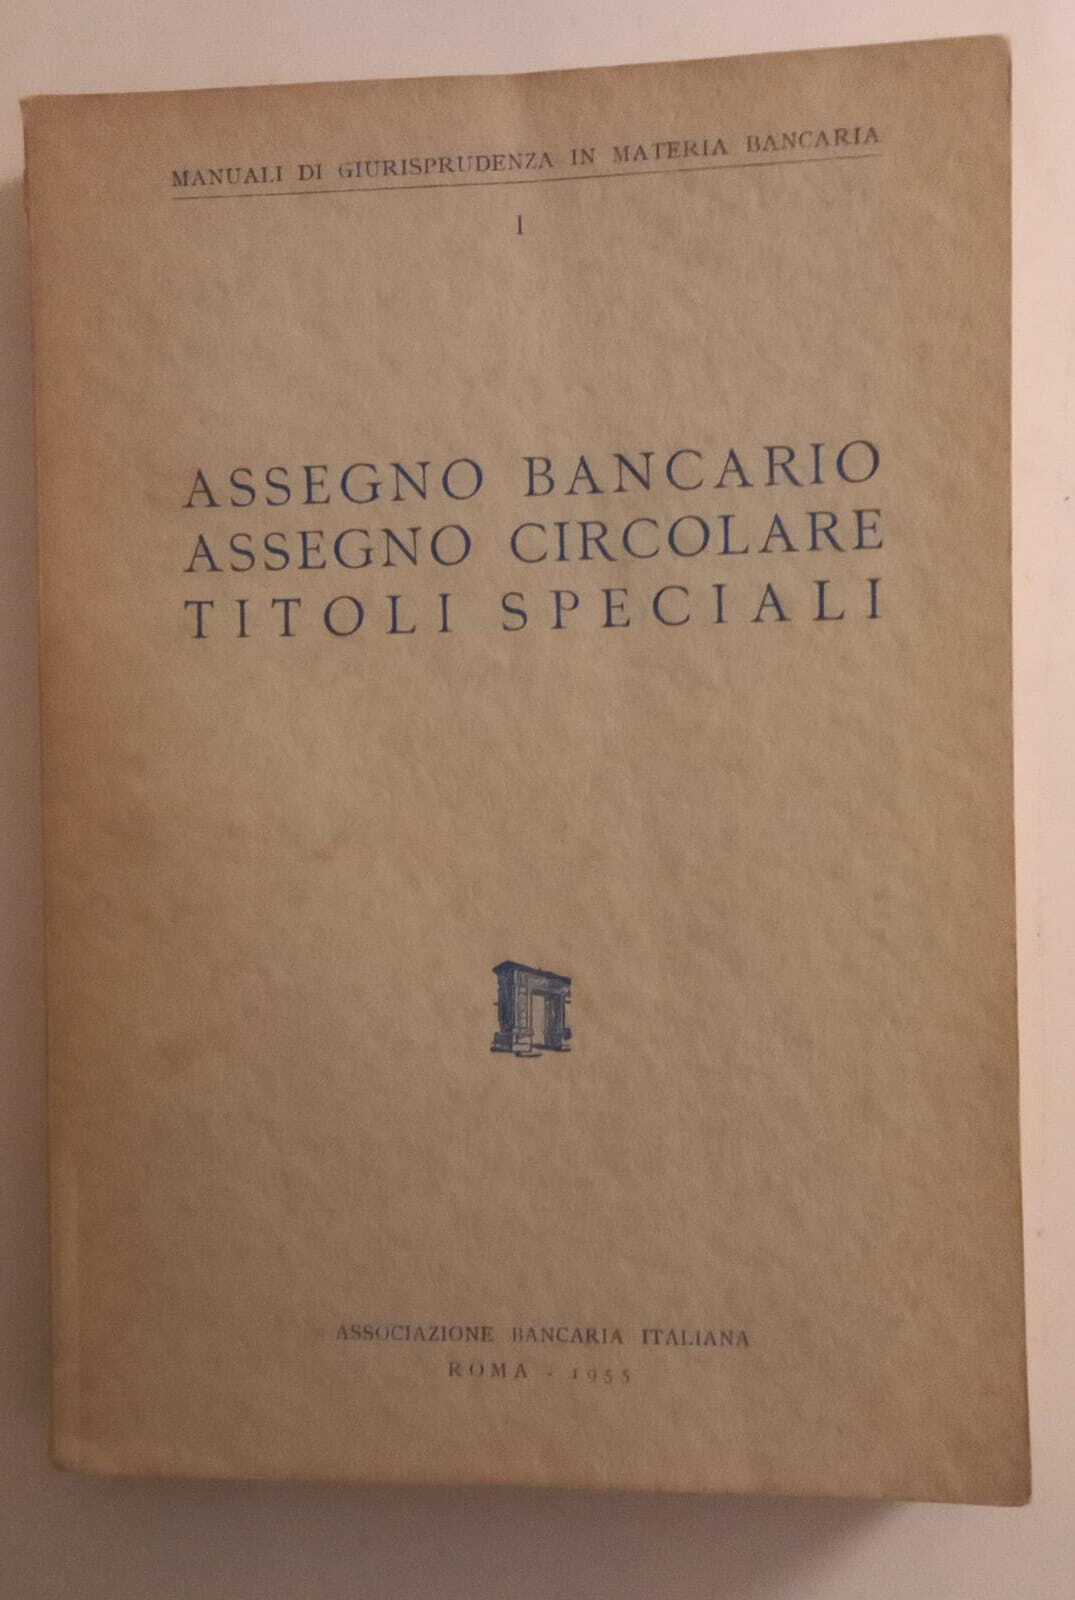 MANUALI DI GIURISPRUDENZA IN MATERIA BANCARIA
I
ASSEGNO BANCARIO
ASSEGNO CIRCOLARE
TITOLI SPECIALI
ASSOCIAZIONE BANCARIA ITALIANA
ROMA - 1955